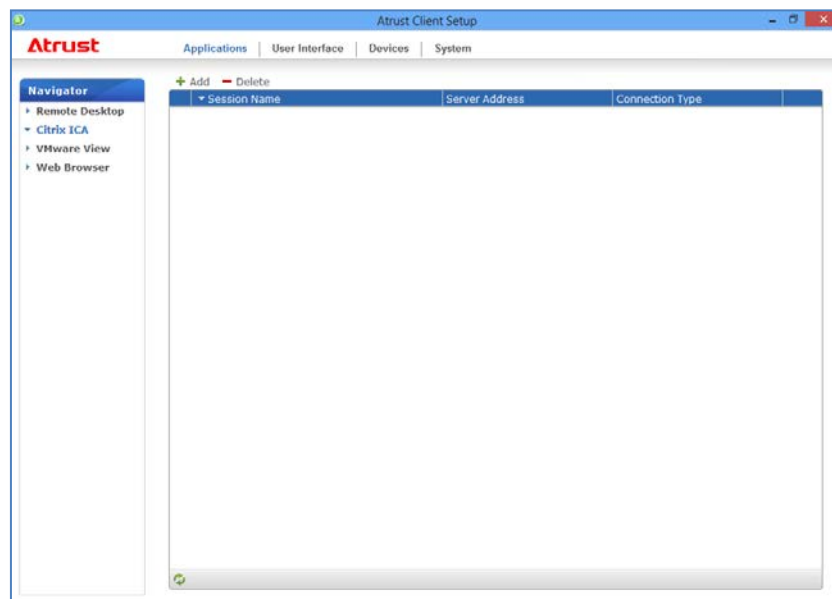 Atrust Client Setup
Atrust
Applications | User Interface | Devices | System
Navigator
Remote Desktop
Citrix ICA
VMware View
Web Browser
+ Add − Delete
Session Name Server Address Connection Type